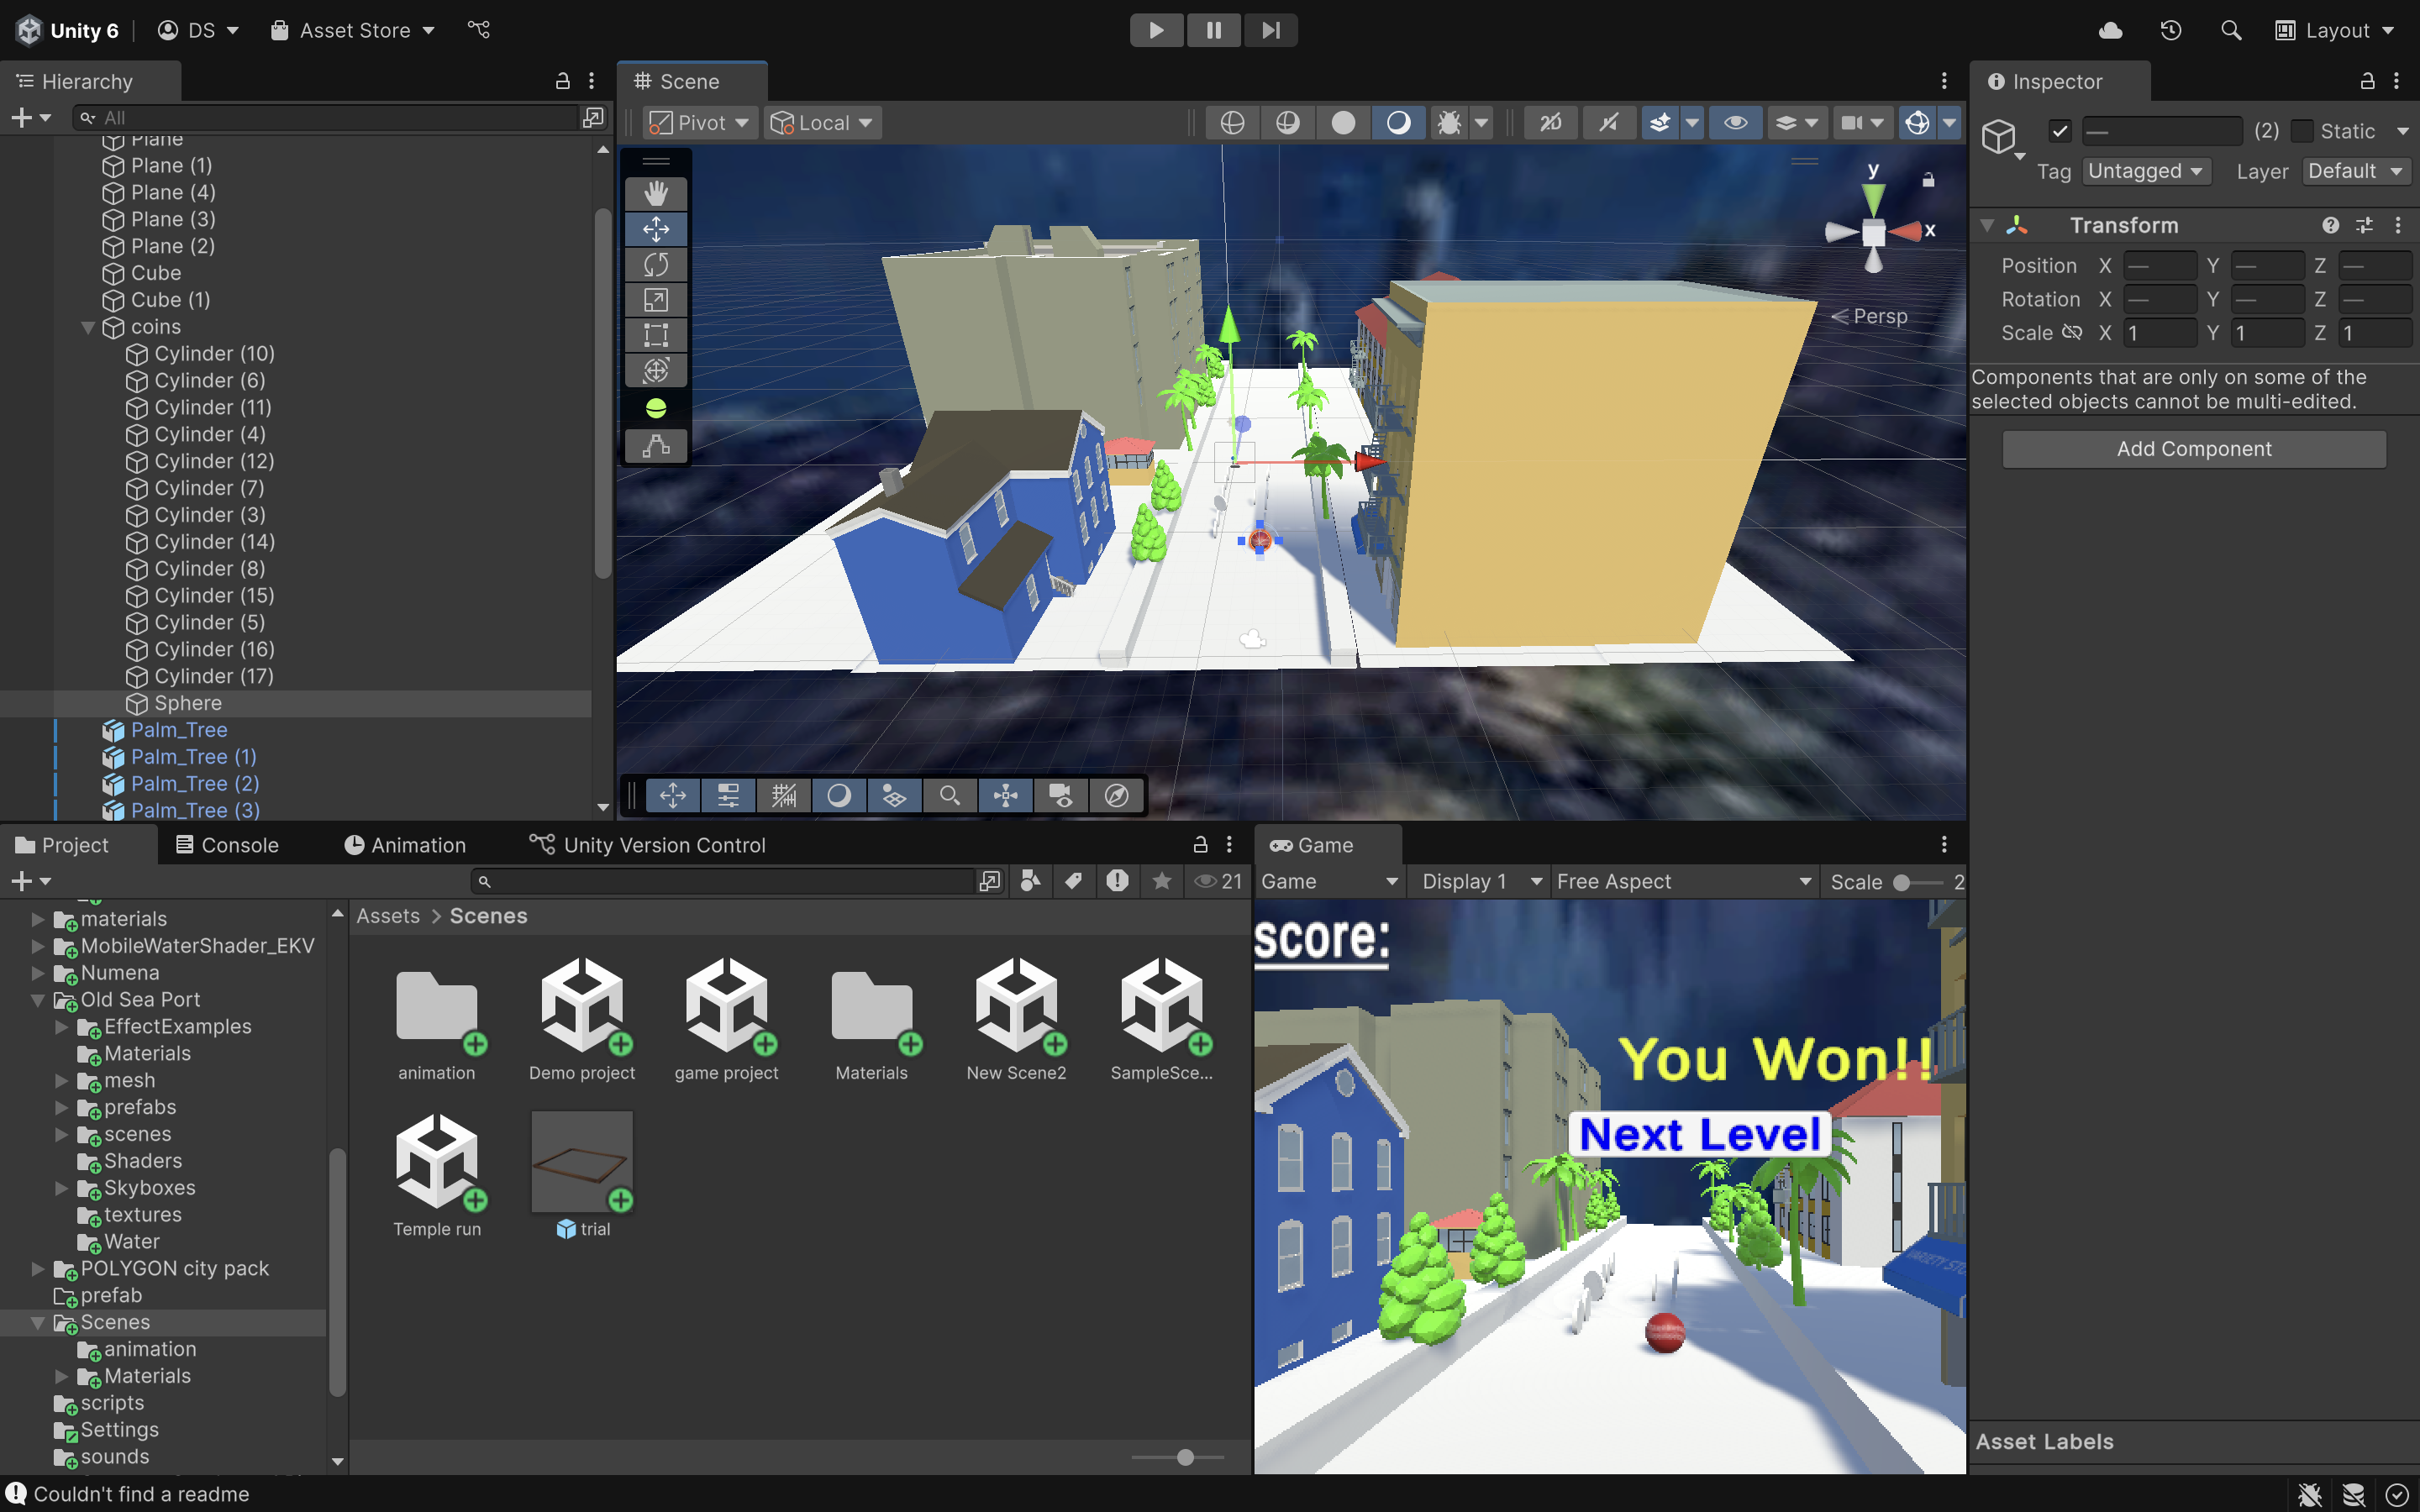 Unity 6
DS
Asset Store
Layout
Hierarchy
All
Plane
Plane (1)
Plane (4)
Plane (3)
Plane (2)
Cube
Cube (1)
coins
Cylinder (10)
Cylinder (6)
Cylinder (11)
Cylinder (4)
Cylinder (12)
Cylinder (7)
Cylinder (3)
Cylinder (14)
Cylinder (8)
Cylinder (15)
Cylinder (5)
Cylinder (16)
Cylinder (17)
Sphere
Palm_Tree
Palm_Tree (1)
Palm_Tree (2)
Palm_Tree (3)
Scene
Pivot
Local
2D
y
x
Persp
Inspector
— (2) Static
Tag Untagged Layer Default
Transform
Position X — Y — Z —
Rotation X — Y — Z —
Scale X 1 Y 1 Z 1
Components that are only on some of the
selected objects cannot be multi-edited.
Add Component
Asset Labels
Project
Console
Animation
Unity Version Control
21
materials
MobileWaterShader_EKV
Numena
Old Sea Port
EffectExamples
Materials
mesh
prefabs
scenes
Shaders
Skyboxes
textures
Water
POLYGON city pack
prefab
Scenes
animation
Materials
scripts
Settings
sounds
Assets > Scenes
animation
Demo project
game project
Materials
New Scene2
SampleSce...
Temple run
trial
Game
Game Display 1 Free Aspect Scale 2
score:
You Won!!
Next Level
Couldn't find a readme